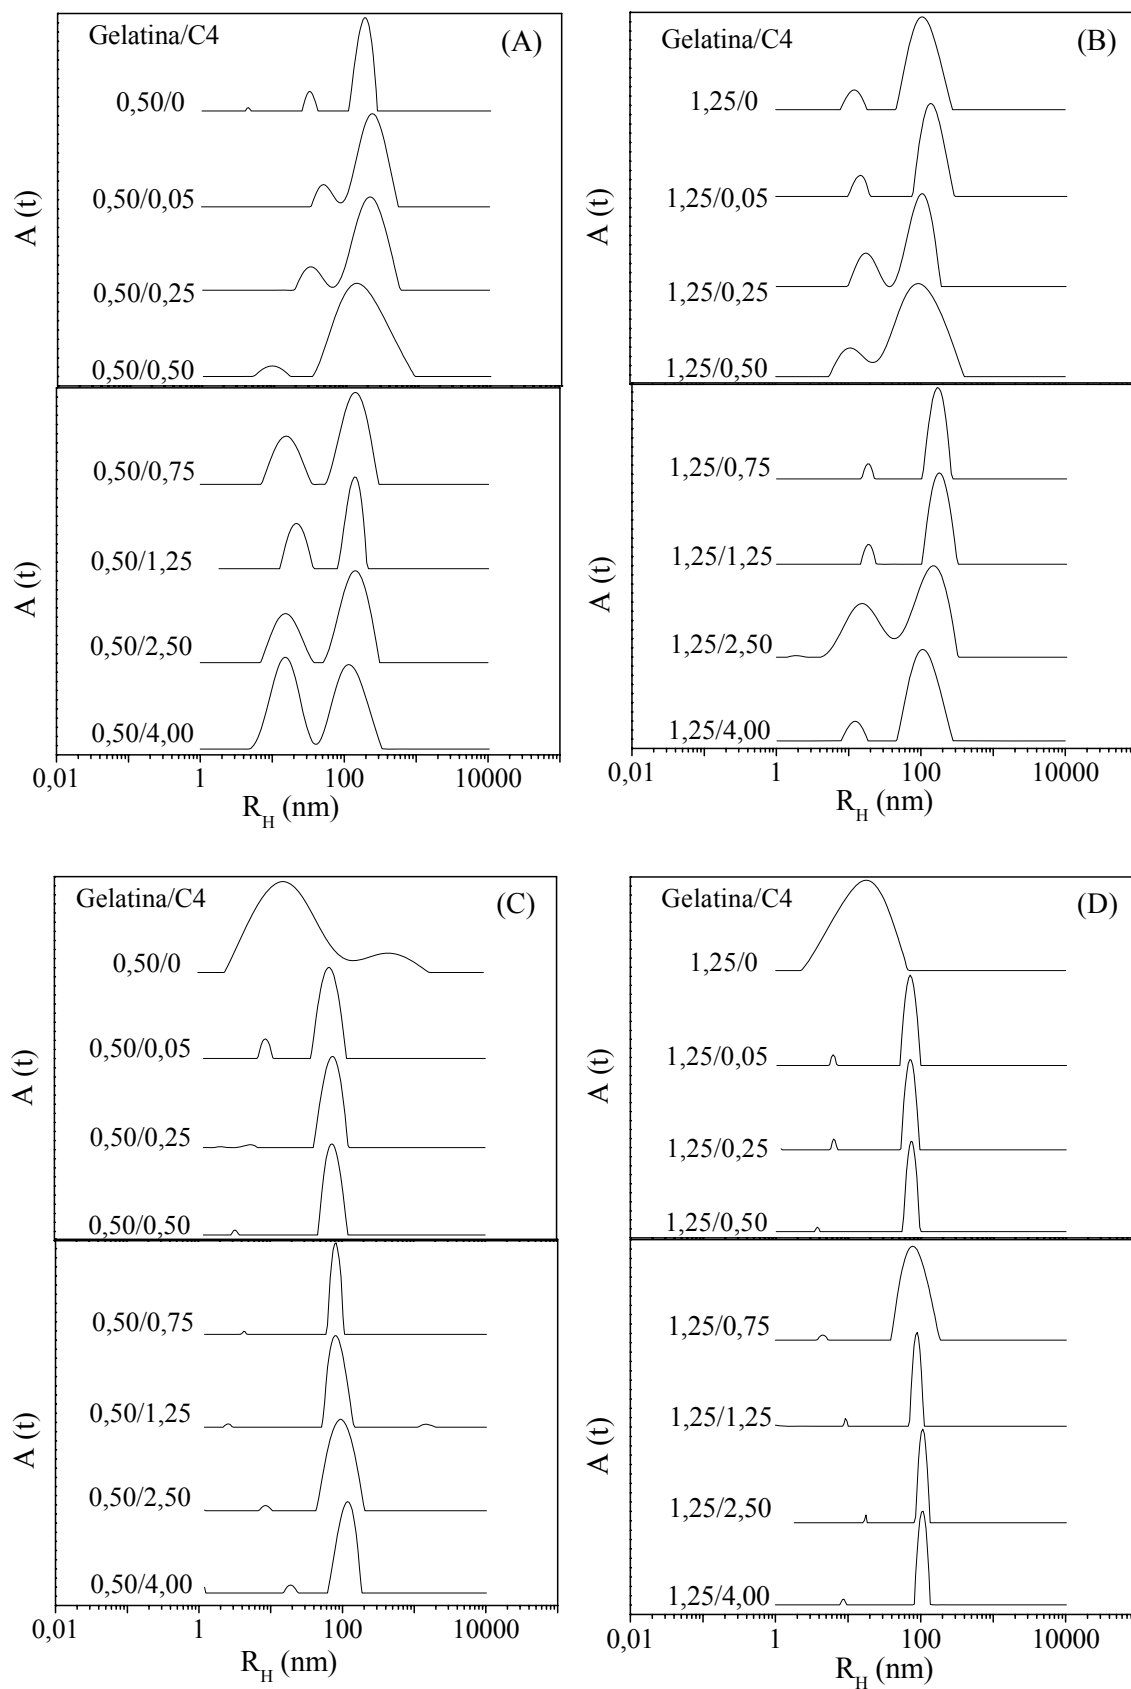 Gelatina/C4 (A)
0,50/0
0,50/0,05
0,50/0,25
0,50/0,50
A (t)
0,50/0,75
0,50/1,25
0,50/2,50
0,50/4,00
A (t)
0,01 1 100 10000
R_H (nm)
Gelatina/C4 (B)
1,25/0
1,25/0,05
1,25/0,25
1,25/0,50
A (t)
1,25/0,75
1,25/1,25
1,25/2,50
1,25/4,00
A (t)
0,01 1 100 10000
R_H (nm)
Gelatina/C4 (C)
0,50/0
0,50/0,05
0,50/0,25
0,50/0,50
A (t)
0,50/0,75
0,50/1,25
0,50/2,50
0,50/4,00
A (t)
0,01 1 100 10000
R_H (nm)
Gelatina/C4 (D)
1,25/0
1,25/0,05
1,25/0,25
1,25/0,50
A (t)
1,25/0,75
1,25/1,25
1,25/2,50
1,25/4,00
A (t)
0,01 1 100 10000
R_H (nm)